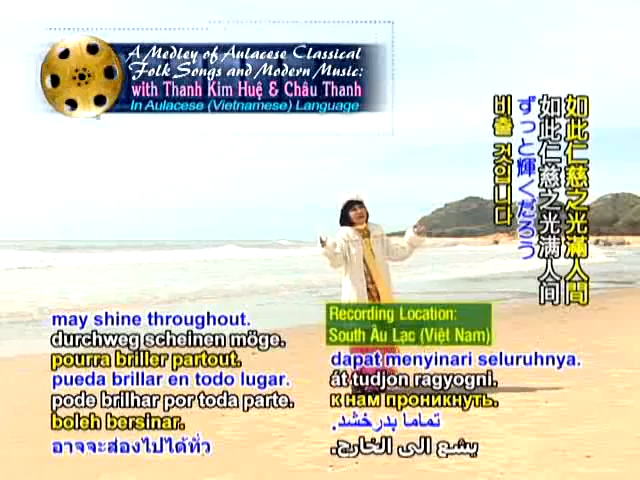 A Medley of Aulacese Classical
Folk Songs and Modern Music:
with Thanh Kim Huệ & Châu Thanh
In Aulacese (Vietnamese) Language
如此仁慈之光滿人間
如此仁慈之光满人间
ずっと輝くだろう
비출 것입니다
Recording Location:
South Âu Lạc (Việt Nam)
may shine throughout.
durchweg scheinen möge.
pourra briller partout.
pueda brillar en todo lugar.
pode brilhar por toda parte.
boleh bersinar.
อาจจะส่องไปได้ทั่ว
dapat menyinari seluruhnya.
át tudjon ragyogni.
к нам проникнуть.
تماما بدرخشد.
يشع الى الخارج.